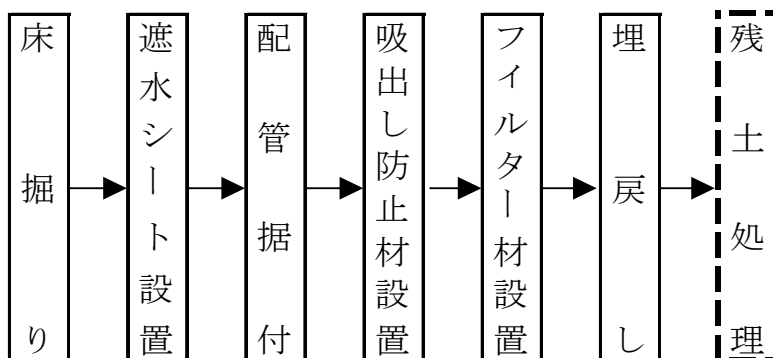 床掘り
遮水シート設置
配管据付
吸出し防止材設置
フィルター材設置
埋戻し
残土処理